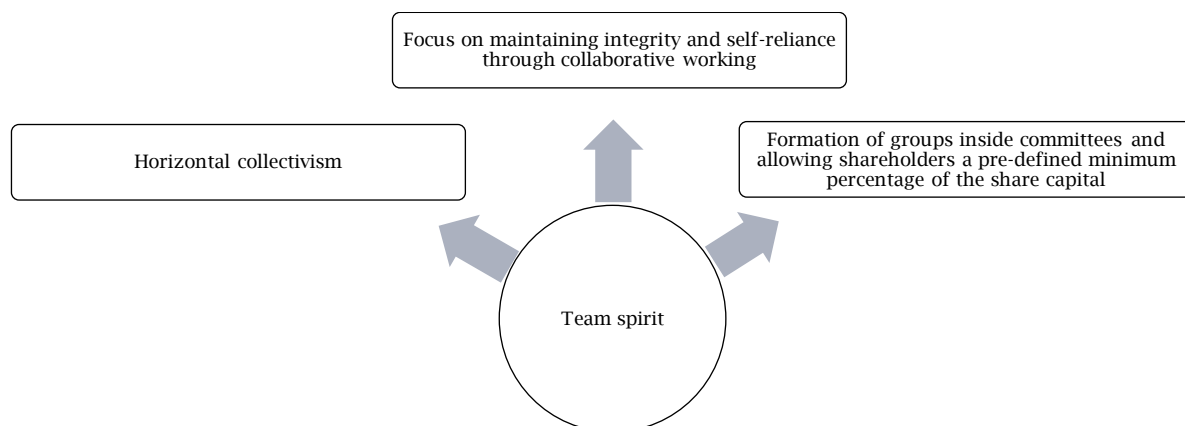 Focus on maintaining integrity and self-reliance
through collaborative working
Horizontal collectivism
Formation of groups inside committees and
allowing shareholders a pre-defined minimum
percentage of the share capital
Team spirit